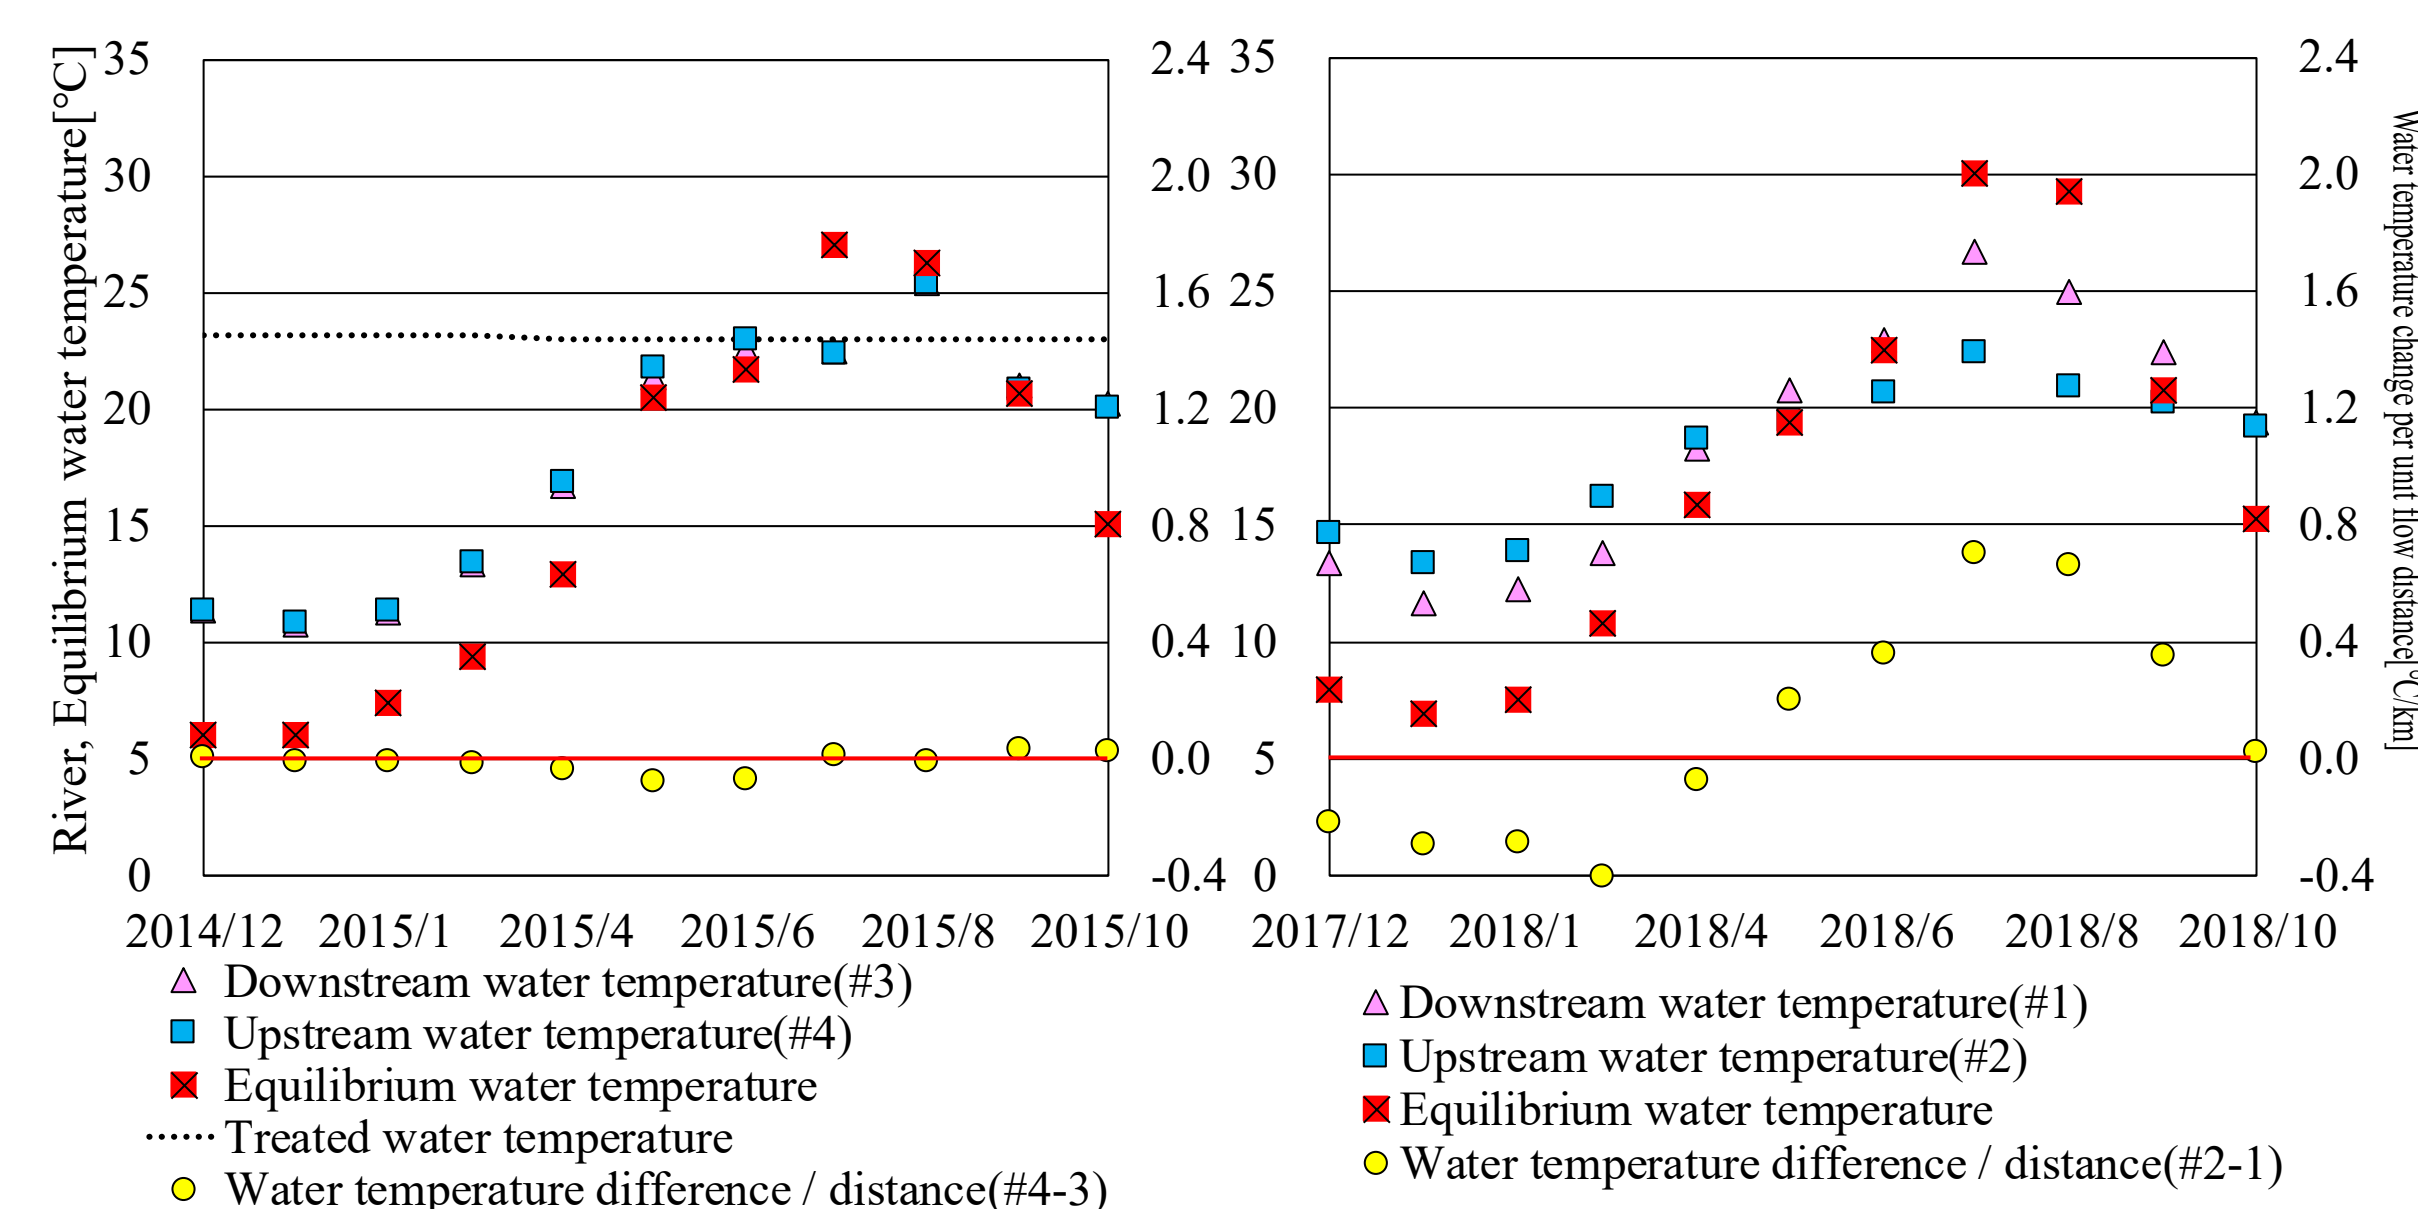 River, Equilibrium water temperature[°C]
35
30
25
20
15
10
5
0
2.4
2.0
1.6
1.2
0.8
0.4
0.0
-0.4
2014/12 2015/1 2015/4 2015/6 2015/8 2015/10
Downstream water temperature(#3)
Upstream water temperature(#4)
Equilibrium water temperature
Treated water temperature
Water temperature difference / distance(#4-3)
35
30
25
20
15
10
5
0
2.4
2.0
1.6
1.2
0.8
0.4
0.0
-0.4
Water temperature change per unit flow distance[°C/km]
2017/12 2018/1 2018/4 2018/6 2018/8 2018/10
Downstream water temperature(#1)
Upstream water temperature(#2)
Equilibrium water temperature
Water temperature difference / distance(#2-1)